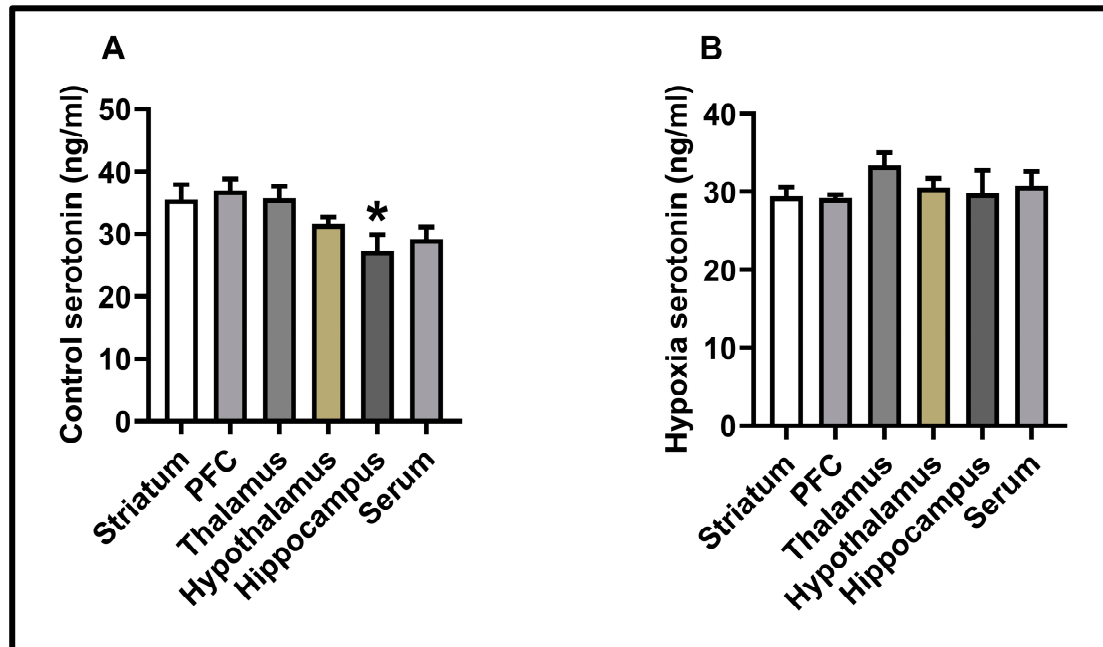 A
Control serotonin (ng/ml)
50
40
30
20
10
0
*
Striatum
PFC
Thalamus
Hypothalamus
Hippocampus
Serum
B
Hypoxia serotonin (ng/ml)
40
30
20
10
0
Striatum
PFC
Thalamus
Hypothalamus
Hippocampus
Serum